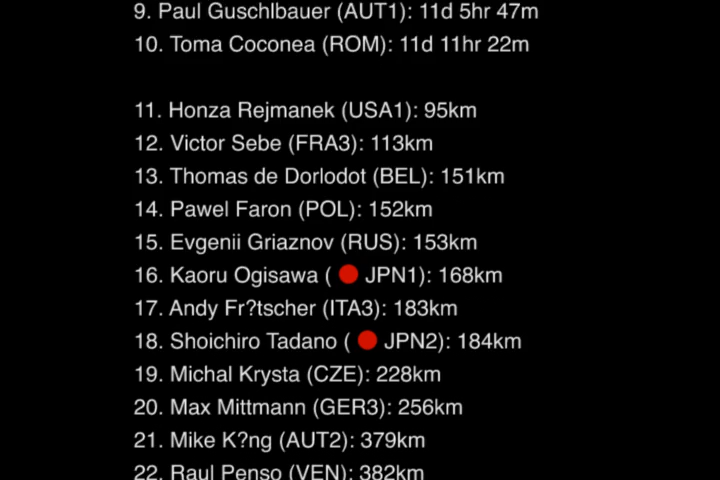 9. Paul Guschlbauer (AUT1): 11d 5hr 47m
10. Toma Coconea (ROM): 11d 11hr 22m
11. Honza Rejmanek (USA1): 95km
12. Victor Sebe (FRA3): 113km
13. Thomas de Dorlodot (BEL): 151km
14. Pawel Faron (POL): 152km
15. Evgenii Griaznov (RUS): 153km
16. Kaoru Ogisawa ( JPN1): 168km
17. Andy Fr?tscher (ITA3): 183km
18. Shoichiro Tadano ( JPN2): 184km
19. Michal Krysta (CZE): 228km
20. Max Mittmann (GER3): 256km
21. Mike K?ng (AUT2): 379km
22. Raul Penso (VEN): 382km